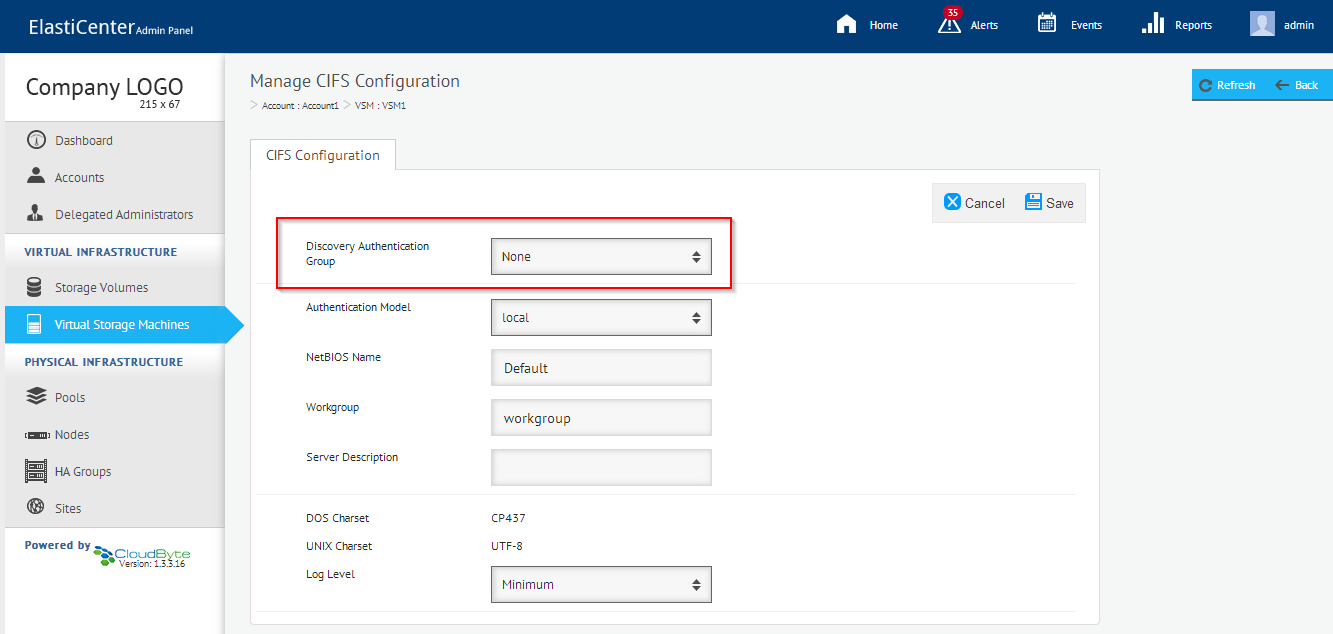 ElastiCenter Admin Panel
Home
35
Alerts
Events
Reports
admin
Company LOGO
215 x 67
Manage CIFS Configuration
> Account : Account1 > VSM : VSM1
Refresh
Back
Dashboard
Accounts
Delegated Administrators
VIRTUAL INFRASTRUCTURE
Storage Volumes
Virtual Storage Machines
PHYSICAL INFRASTRUCTURE
Pools
Nodes
HA Groups
Sites
Powered by CloudByte
Version: 1.3.3.16
CIFS Configuration
Cancel
Save
Discovery Authentication
Group
None
Authentication Model
local
NetBIOS Name
Default
Workgroup
workgroup
Server Description
DOS Charset
CP437
UNIX Charset
UTF-8
Log Level
Minimum